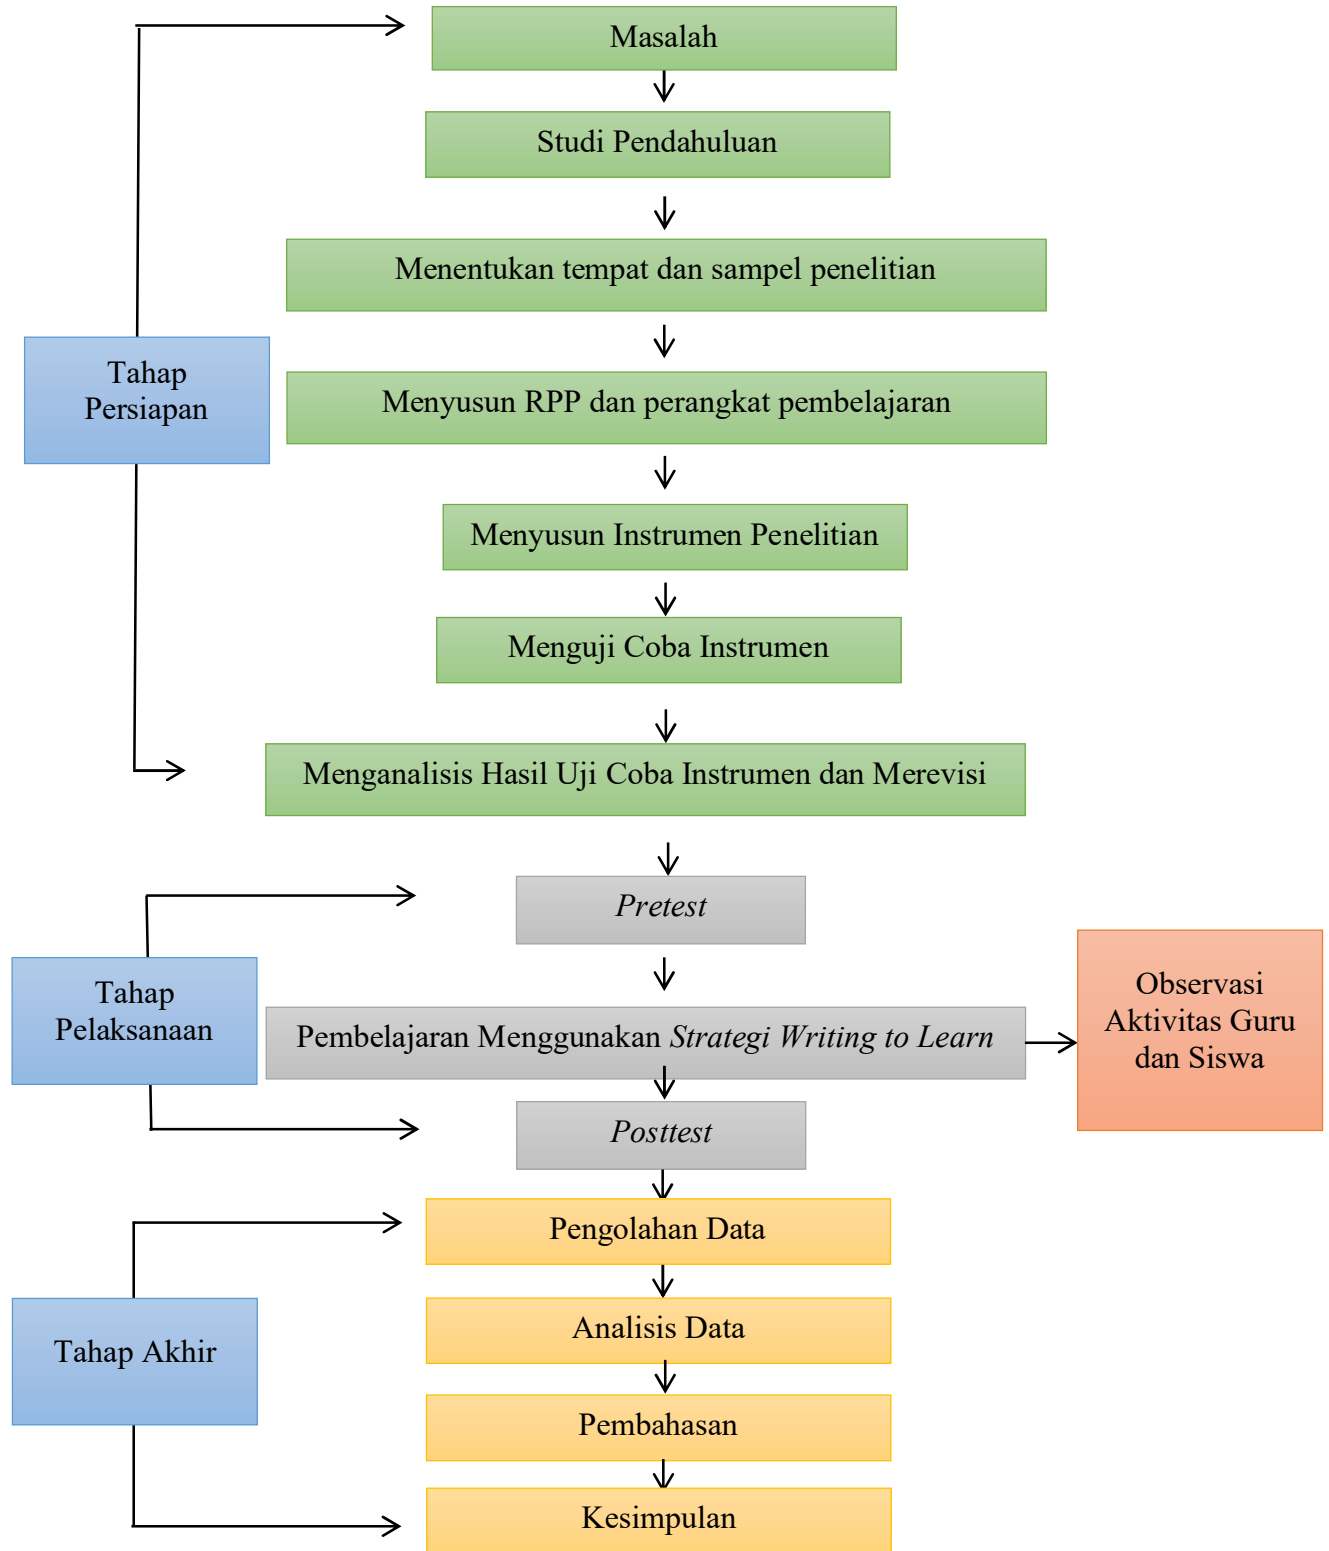 Masalah
Studi Pendahuluan
Menentukan tempat dan sampel penelitian
Tahap
Persiapan
Menyusun RPP dan perangkat pembelajaran
Menyusun Instrumen Penelitian
Menguji Coba Instrumen
Menganalisis Hasil Uji Coba Instrumen dan Merevisi
Pretest
Tahap
Pelaksanaan
Pembelajaran Menggunakan Strategi Writing to Learn
Observasi
Aktivitas Guru
dan Siswa
Posttest
Pengolahan Data
Tahap Akhir
Analisis Data
Pembahasan
Kesimpulan